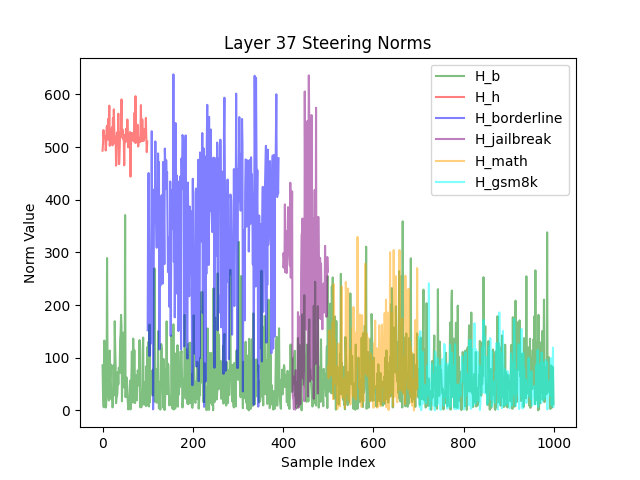 Layer 37 Steering Norms
Norm Value
600
500
400
300
200
100
0
H_b
H_h
H_borderline
H_jailbreak
H_math
H_gsm8k
0
200
400
600
800
1000
Sample Index